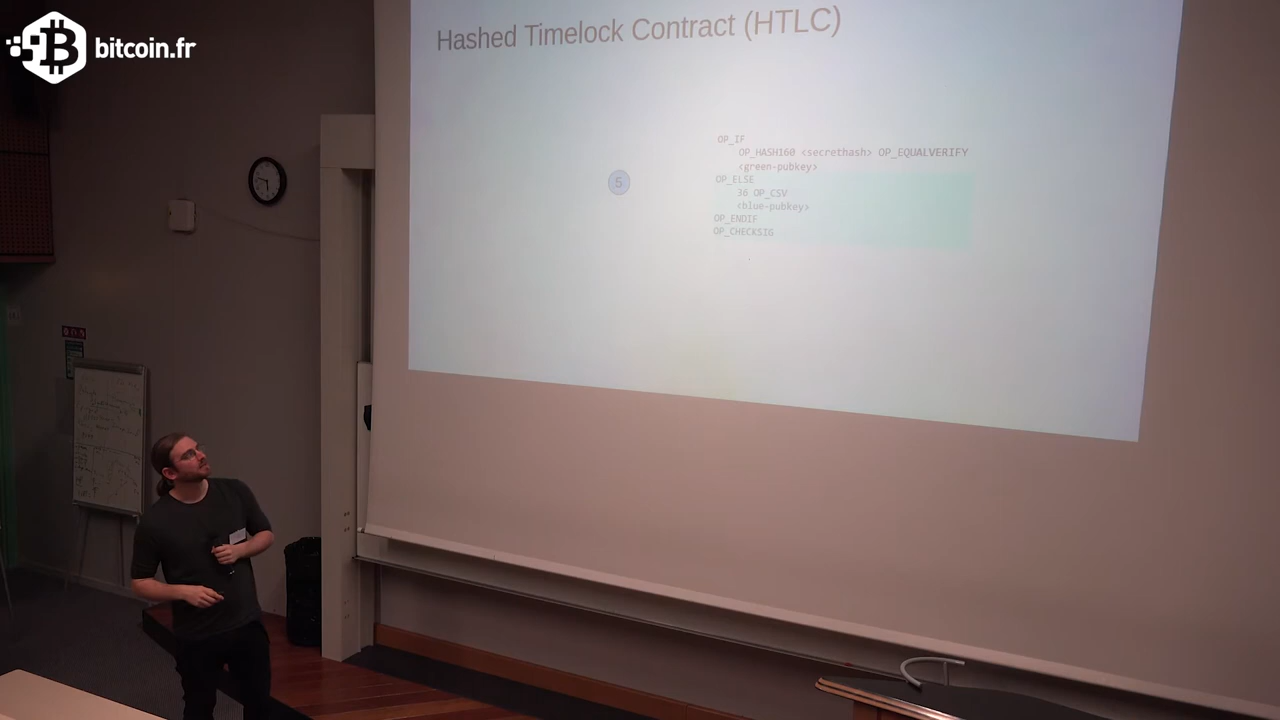 bitcoin.fr
Hashed Timelock Contract (HTLC)
OP_IF
OP_HASH160 <secrethash> OP_EQUALVERIFY
<green-pubkey>
5
OP_ELSE
36 OP_CSV
<blue-pubkey>
OP_ENDIF
OP_CHECKSIG